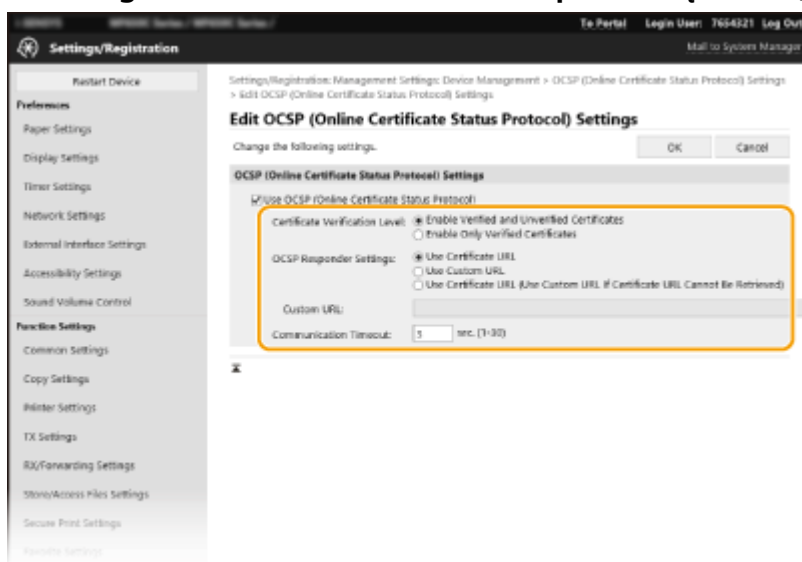 To Portal Login User: 7654321 Log Out
Settings/Registration
Mail to System Manager
Restart Device
Preferences
Paper Settings
Display Settings
Timer Settings
Network Settings
External Interface Settings
Accessibility Settings
Sound Volume Control
Function Settings
Common Settings
Copy Settings
Printer Settings
TX Settings
RX/Forwarding Settings
Store/Access Files Settings
Secure Print Settings
Settings/Registration: Management Settings: Device Management > OCSP (Online Certificate Status Protocol) Settings
> Edit OCSP (Online Certificate Status Protocol) Settings
Edit OCSP (Online Certificate Status Protocol) Settings
Change the following settings.
OK Cancel
OCSP (Online Certificate Status Protocol) Settings
Use OCSP (Online Certificate Status Protocol)
Certificate Verification Level: Enable Verified and Unverified Certificates
Enable Only Verified Certificates
OCSP Responder Settings: Use Certificate URL
Use Custom URL
Use Certificate URL (Use Custom URL If Certificate URL Cannot Be Retrieved)
Custom URL:
Communication Timeout: 3 sec. (1-30)